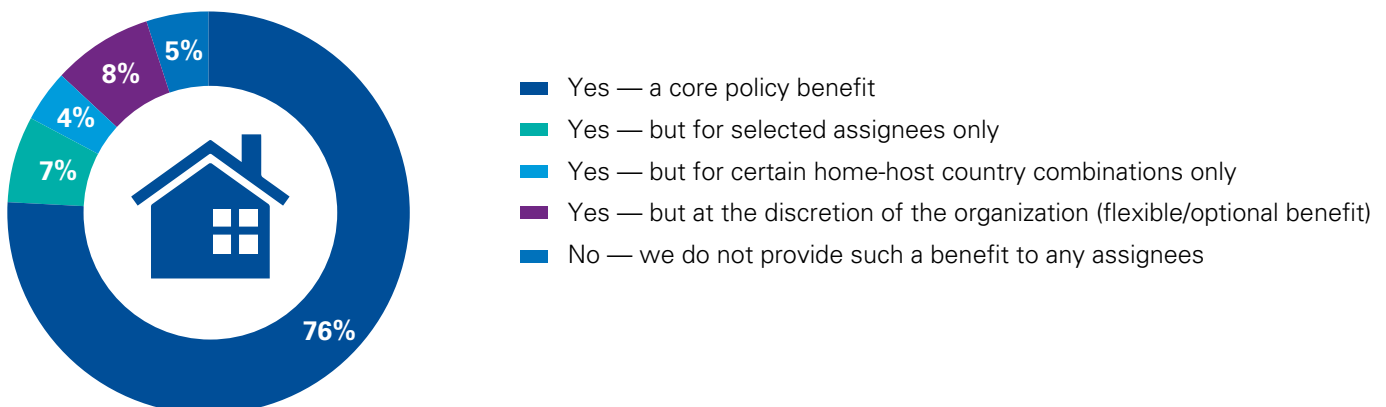 5%
8%
4%
7%
76%
Yes — a core policy benefit
Yes — but for selected assignees only
Yes — but for certain home-host country combinations only
Yes — but at the discretion of the organization (flexible/optional benefit)
No — we do not provide such a benefit to any assignees